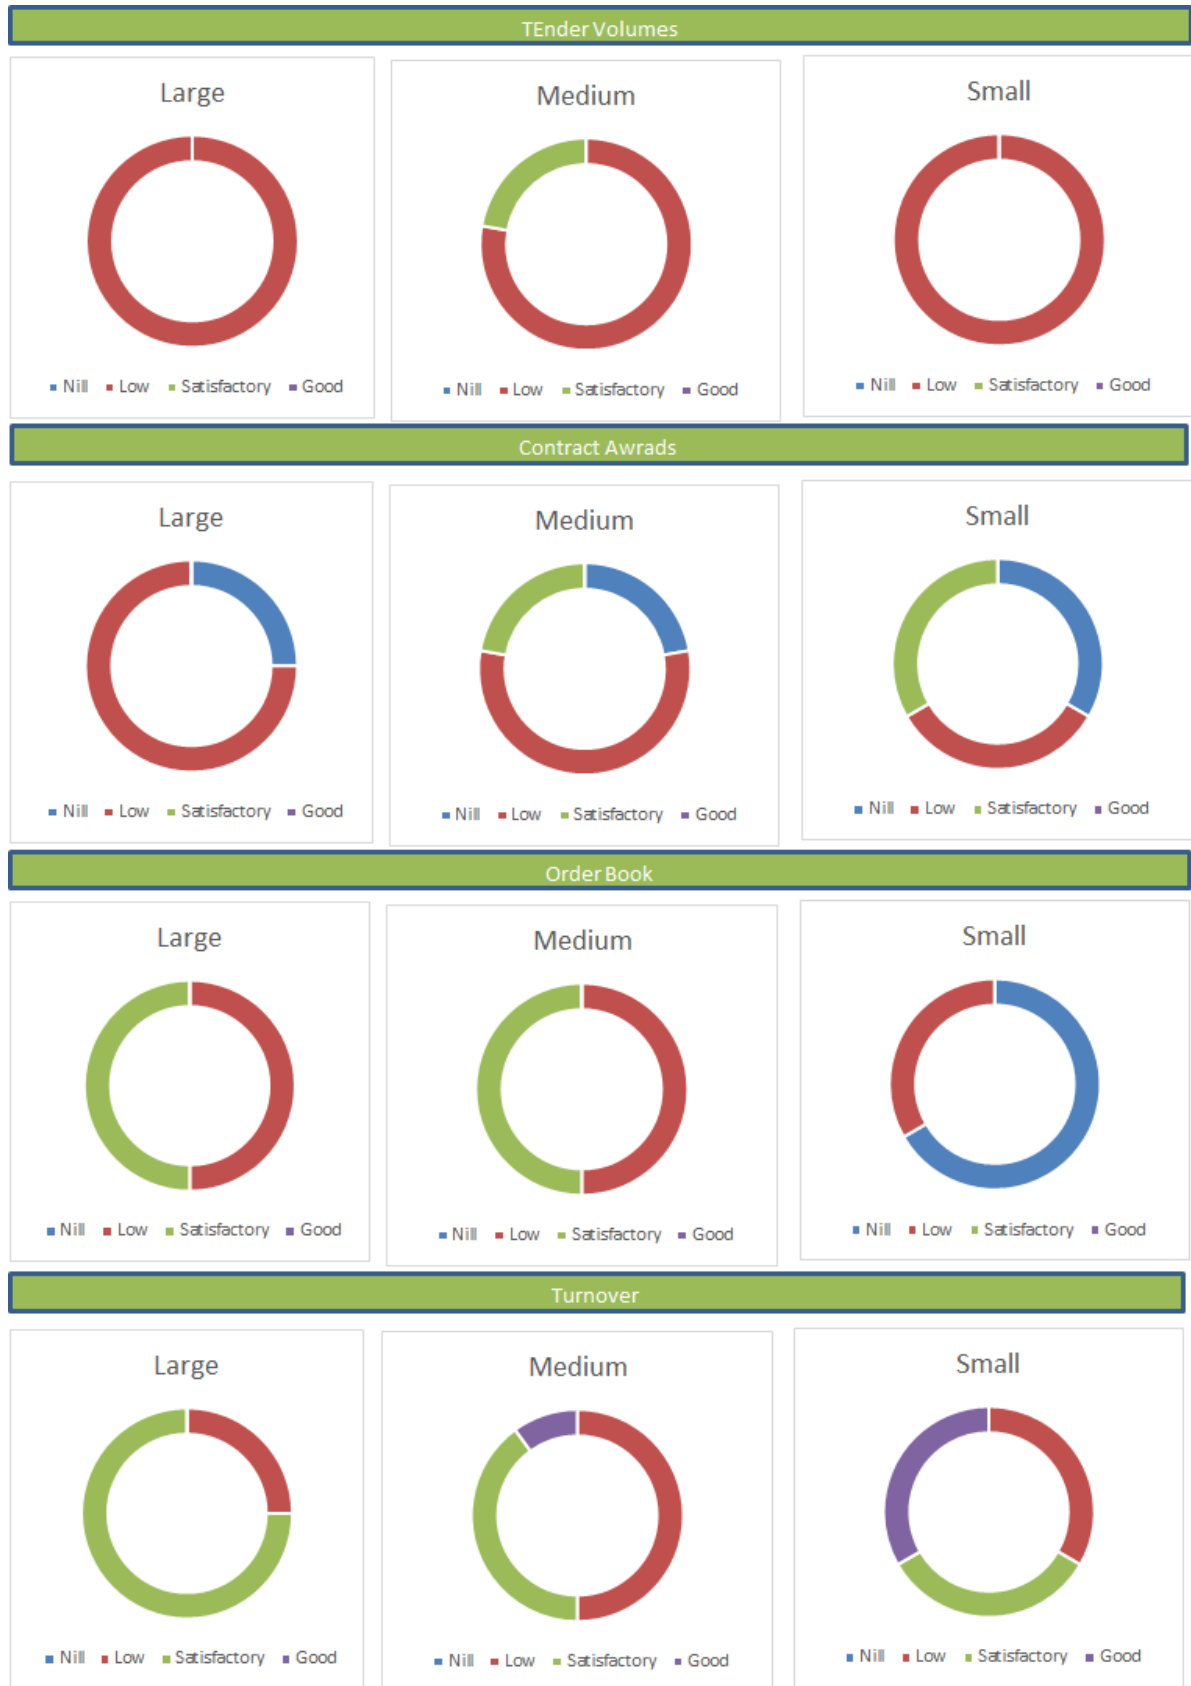 TEnder Volumes
Large
Medium
Small
Nill Low Satisfactory Good
Nill Low Satisfactory Good
Nill Low Satisfactory Good
Contract Awrads
Large
Medium
Small
Nill Low Satisfactory Good
Nill Low Satisfactory Good
Nill Low Satisfactory Good
Order Book
Large
Medium
Small
Nill Low Satisfactory Good
Nill Low Satisfactory Good
Nill Low Satisfactory Good
Turnover
Large
Medium
Small
Nill Low Satisfactory Good
Nill Low Satisfactory Good
Nill Low Satisfactory Good